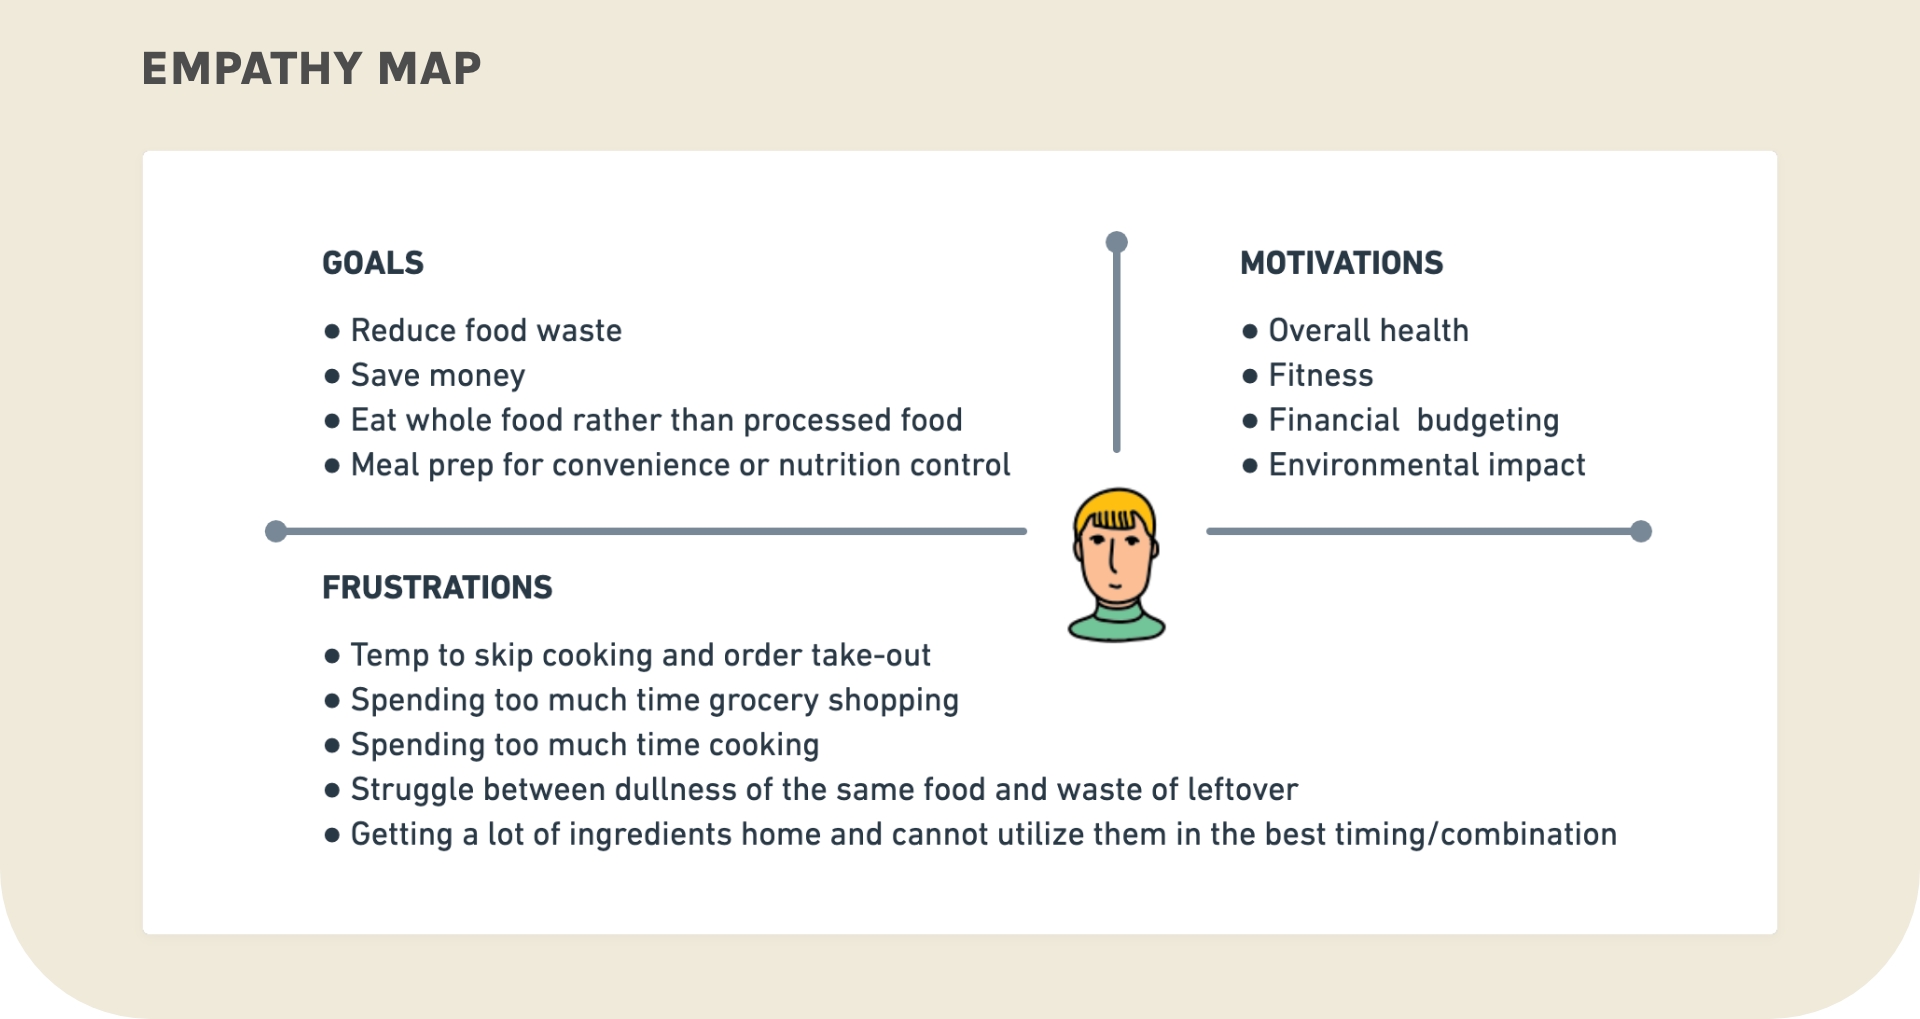 EMPATHY MAP
GOALS
● Reduce food waste
● Save money
● Eat whole food rather than processed food
● Meal prep for convenience or nutrition control
MOTIVATIONS
● Overall health
● Fitness
● Financial  budgeting
● Environmental impact
FRUSTRATIONS
● Temp to skip cooking and order take-out
● Spending too much time grocery shopping
● Spending too much time cooking
● Struggle between dullness of the same food and waste of leftover
● Getting a lot of ingredients home and cannot utilize them in the best timing/combination